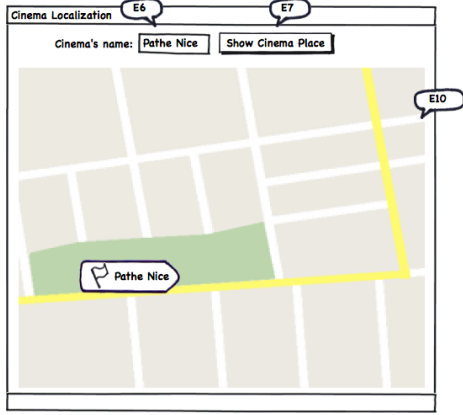 E6
E7
Cinema Localization
Cinema's name: Pathe Nice Show Cinema Place
E10
Pathe Nice